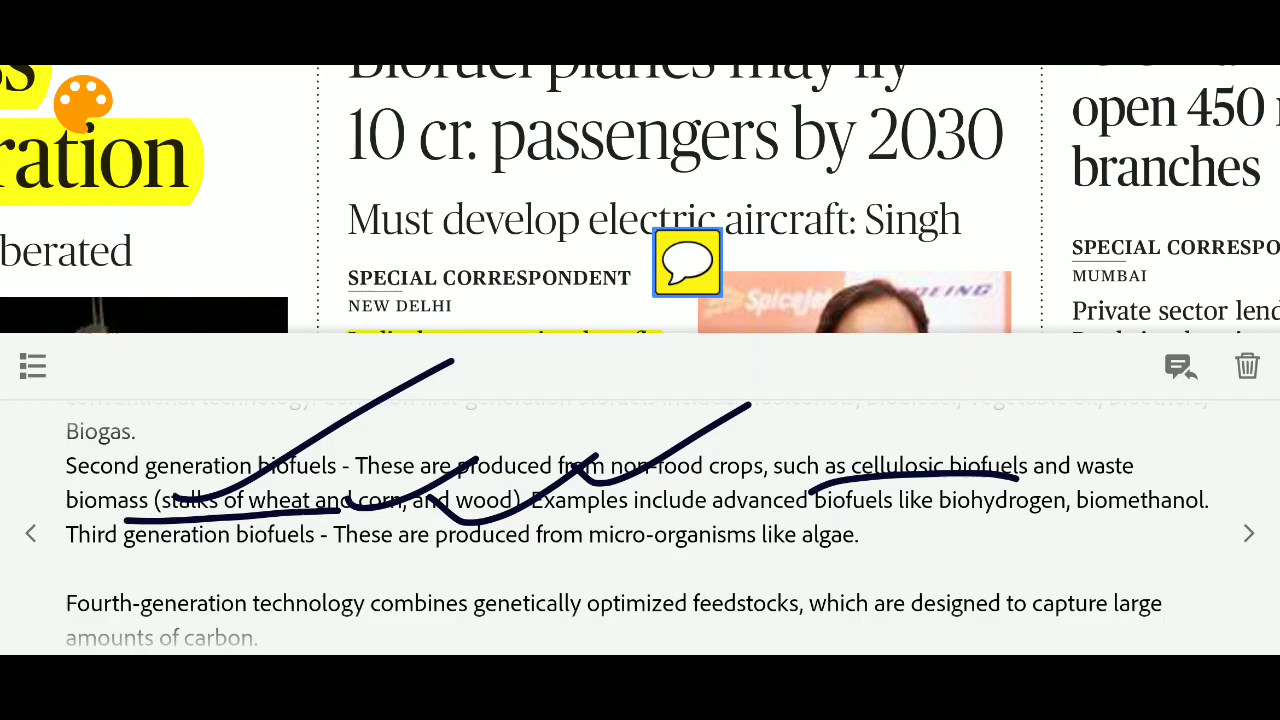 ration
berated
10 cr. passengers by 2030
Must develop electric aircraft: Singh
SPECIAL CORRESPONDENT
NEW DELHI
SpiceJet
BOEING
open 450
branches
SPECIAL CORRESPO
MUMBAI
Private sector lend
Biogas.
Second generation biofuels - These are produced from non-food crops, such as cellulosic biofuels and waste
biomass (stalks of wheat and corn, and wood). Examples include advanced biofuels like biohydrogen, biomethanol.
Third generation biofuels - These are produced from micro-organisms like algae.
Fourth-generation technology combines genetically optimized feedstocks, which are designed to capture large
amounts of carbon.